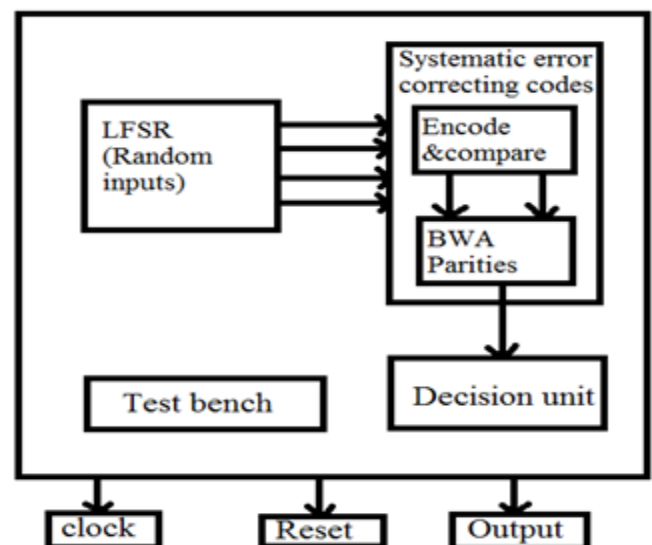 Systematic error
correcting codes
LFSR
(Random
inputs)
Encode
&compare
BWA
Parities
Test bench
Decision unit
clock
Reset
Output